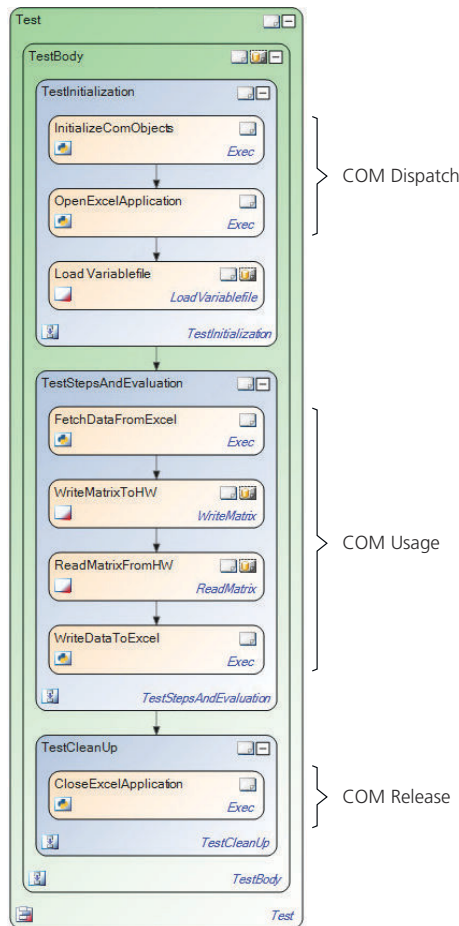 Test
TestBody
TestInitialization
InitializeComObjects
Exec
COM Dispatch
OpenExcelApplication
Exec
Load Variablefile
LoadVariablefile
TestInitialization
TestStepsAndEvaluation
FetchDataFromExcel
Exec
WriteMatrixToHW
WriteMatrix
COM Usage
ReadMatrixFromHW
ReadMatrix
WriteDataToExcel
Exec
TestStepsAndEvaluation
TestCleanUp
CloseExcelApplication
Exec
COM Release
TestCleanUp
TestBody
Test